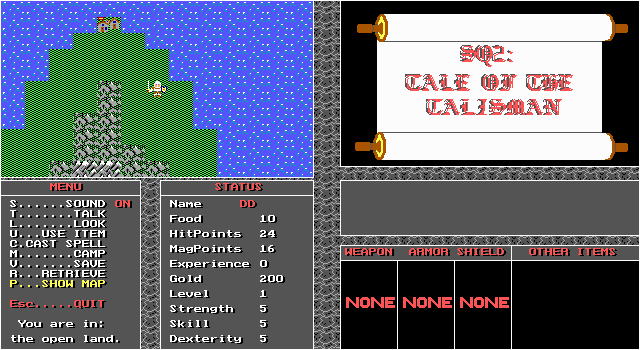 SQ2:
TALE OF THE
TALISMAN
MENU
S......SOUND ON
T.......TALK
L.......LOOK
U...USE ITEM
C.CAST SPELL
M.......CAMP
V.......SAVE
R...RETRIEVE
P...SHOW MAP
Esc.....QUIT
You are in:
the open land.
STATUS
Name DD
Food 10
HitPoints 24
MagPoints 16
Experience 0
Gold 200
Level 1
Strength 5
Skill 5
Dexterity 5
WEAPON ARMOR SHIELD OTHER ITEMS
NONE NONE NONE